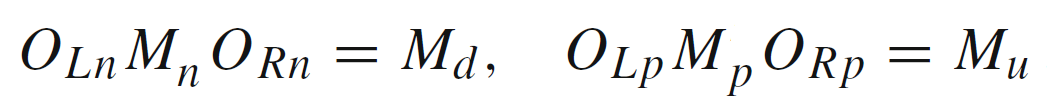 O_{Ln} M_n O_{Rn} = M_d, O_{Lp} M_p O_{Rp} = M_u